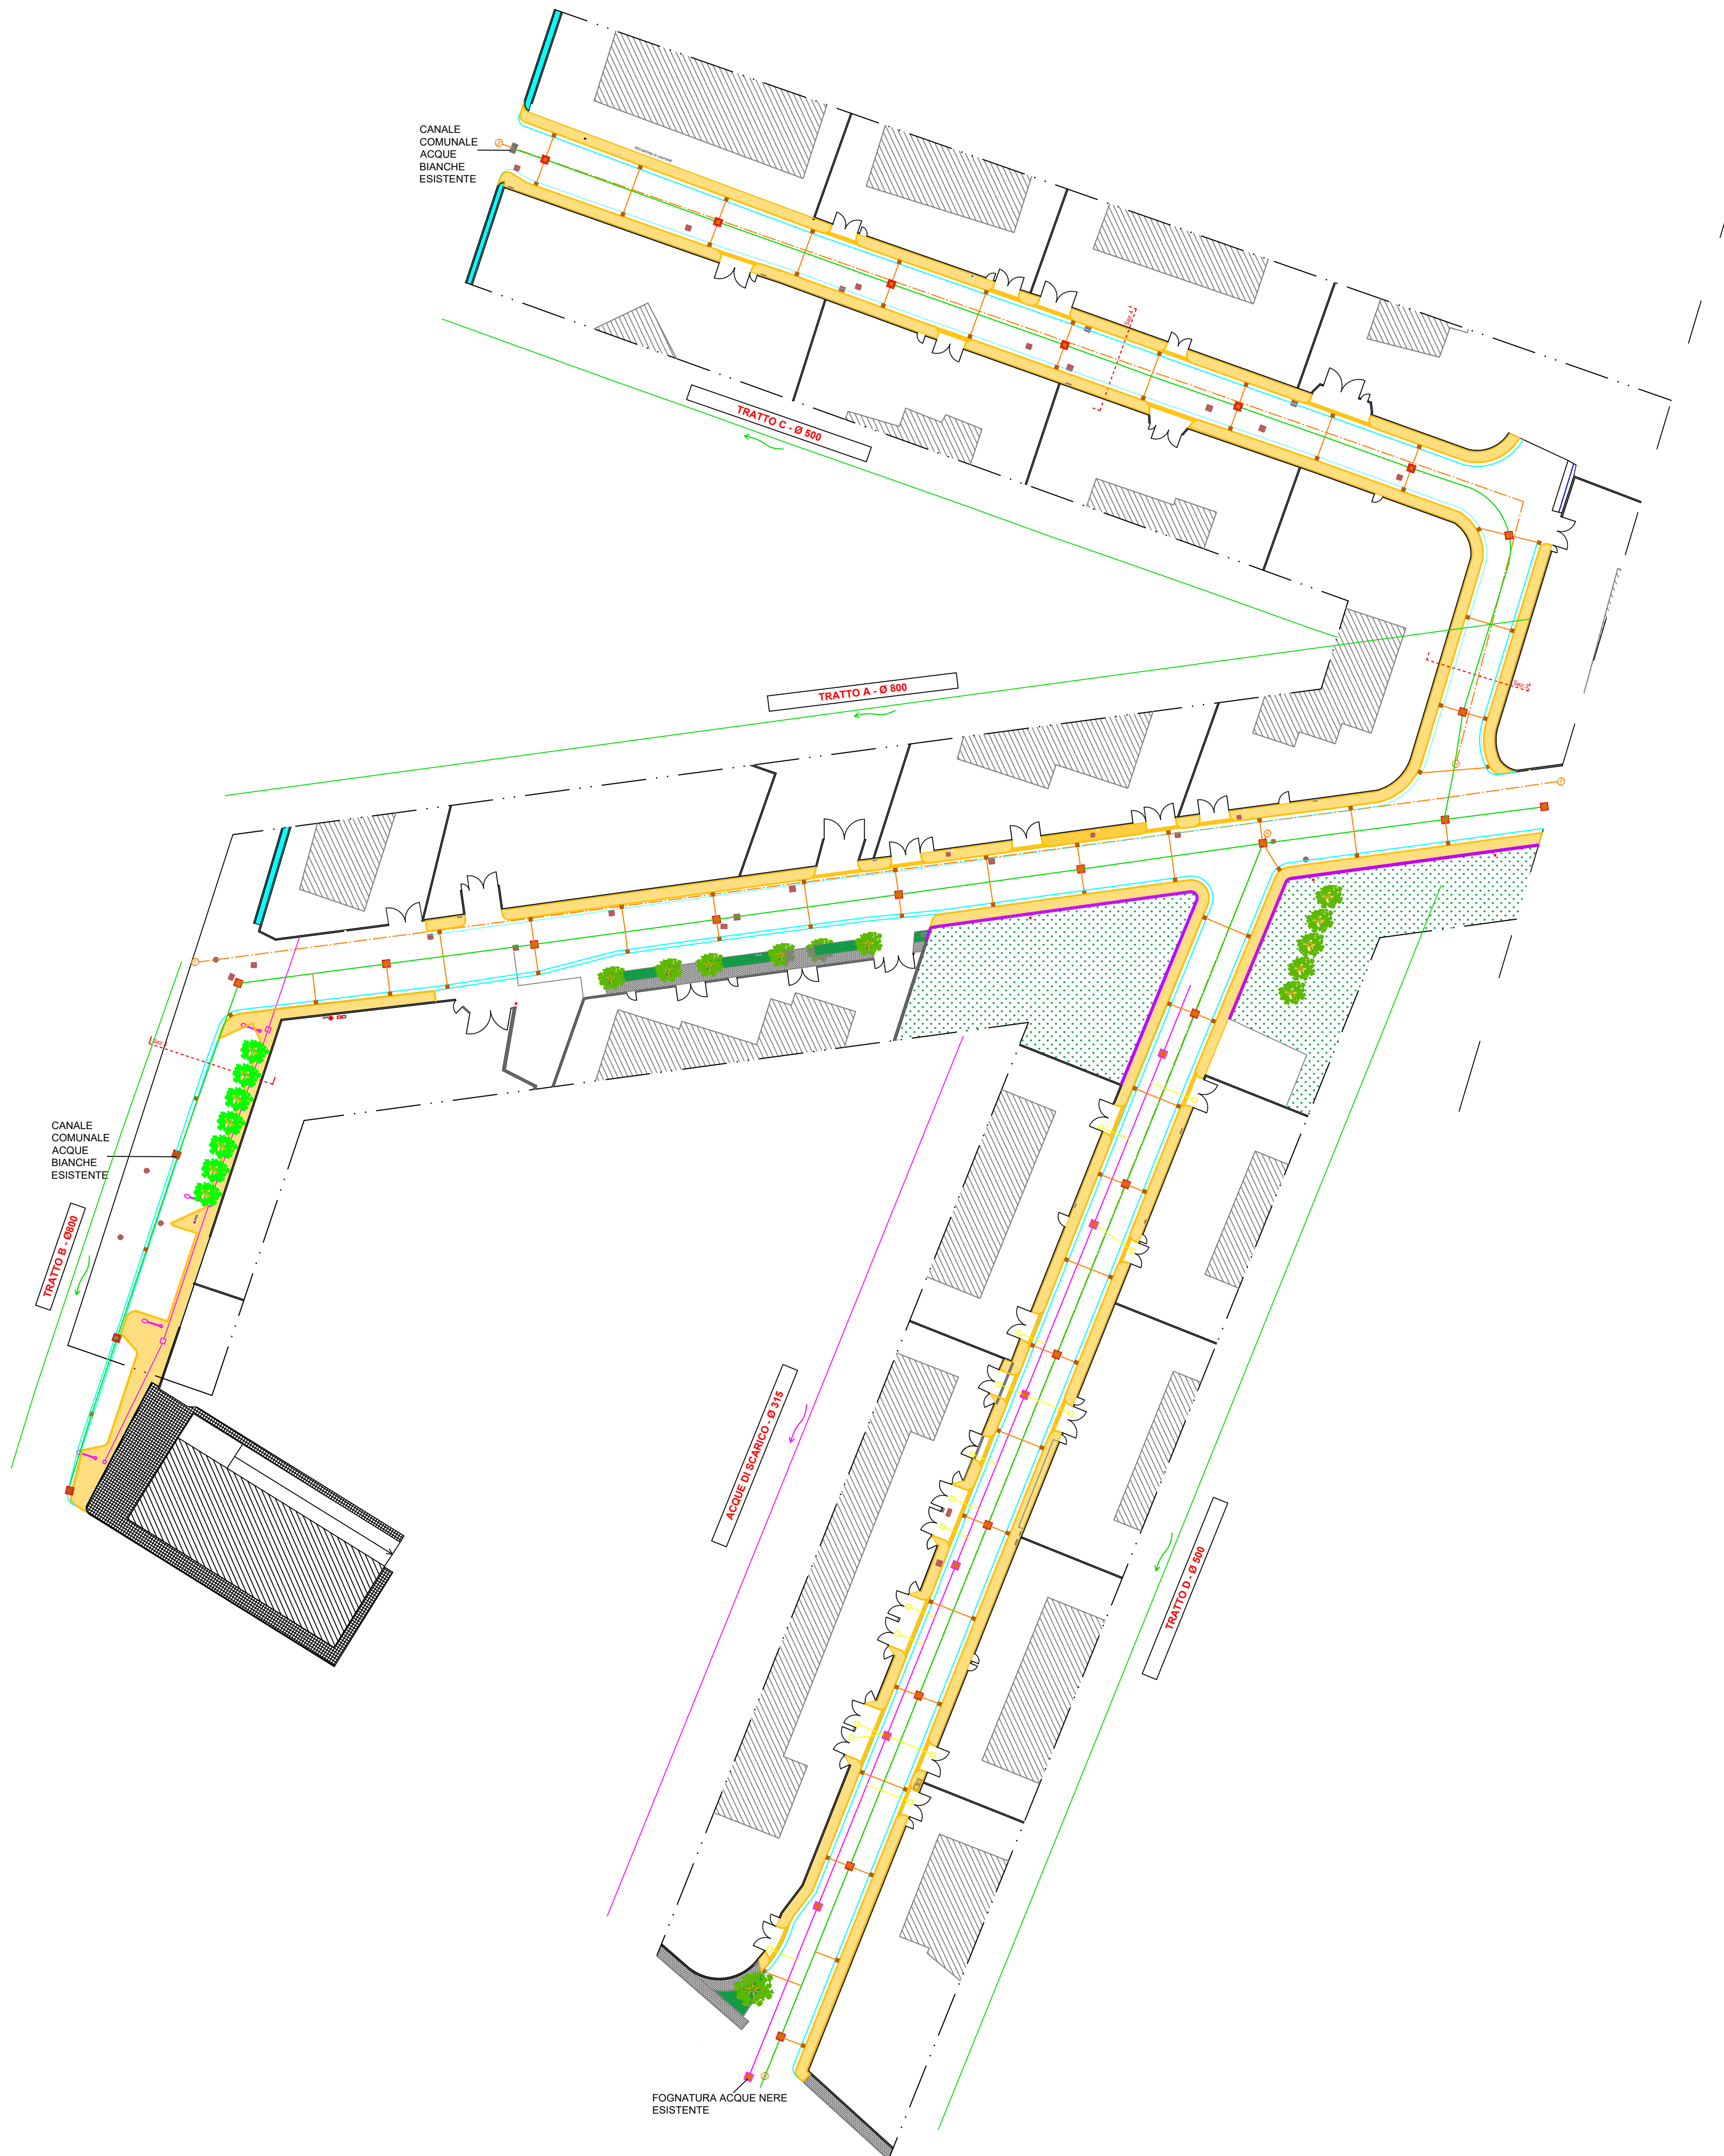 CANALE
COMUNALE
ACQUE
BIANCHE
ESISTENTE
TRATTO C - Ø 500
TRATTO A - Ø 800
CANALE
COMUNALE
ACQUE
BIANCHE
ESISTENTE
TRATTO B - Ø800
ACQUE DI SCARICO - Ø 315
TRATTO D - Ø 500
FOGNATURA ACQUE NERE
ESISTENTE